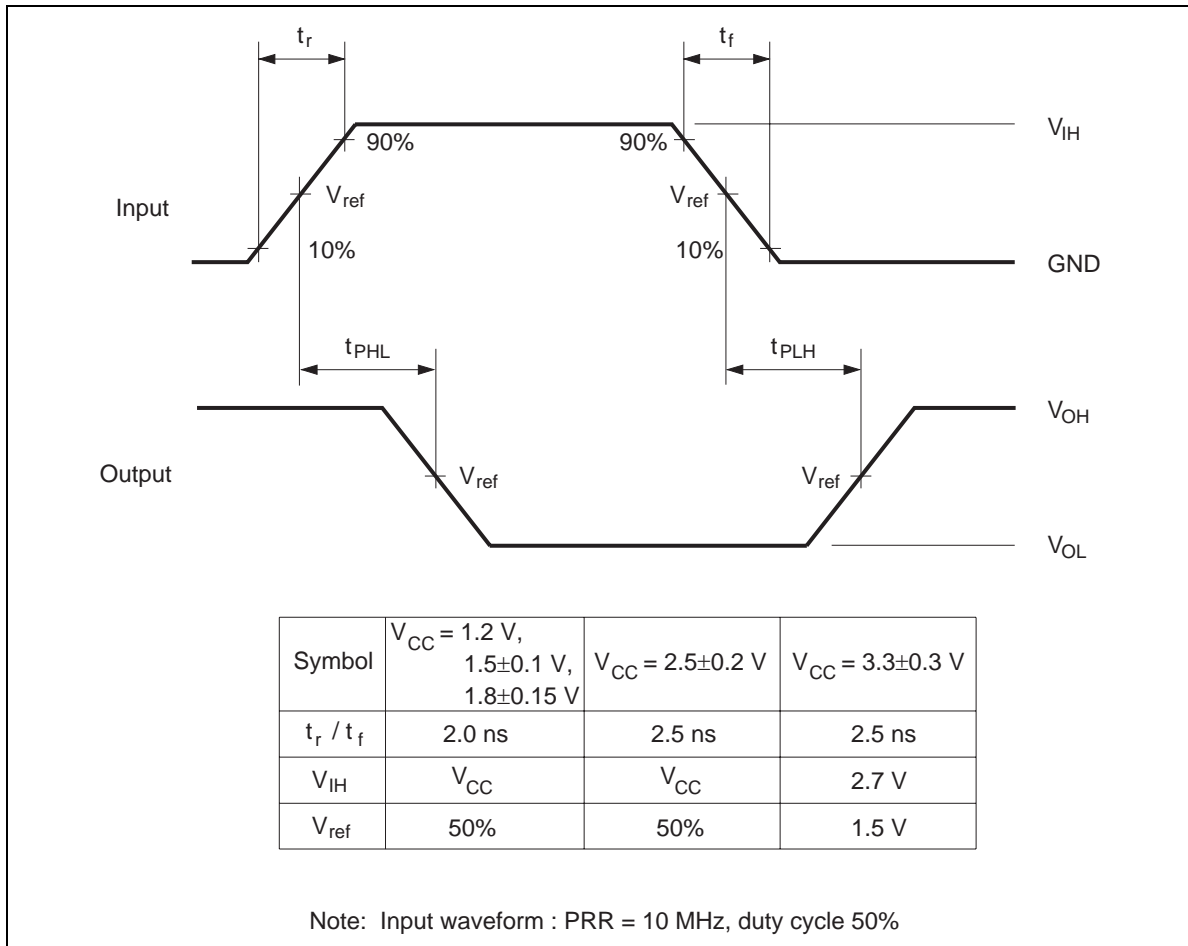 tr tf
90% 90% VIH
Input Vref Vref
10% 10% GND
tPHL tPLH
VOH
Output Vref Vref
VOL
Symbol VCC = 1.2 V, 1.5±0.1 V, 1.8±0.15 V VCC = 2.5±0.2 V VCC = 3.3±0.3 V
tr / tf 2.0 ns 2.5 ns 2.5 ns
VIH VCC VCC 2.7 V
Vref 50% 50% 1.5 V
Note: Input waveform : PRR = 10 MHz, duty cycle 50%